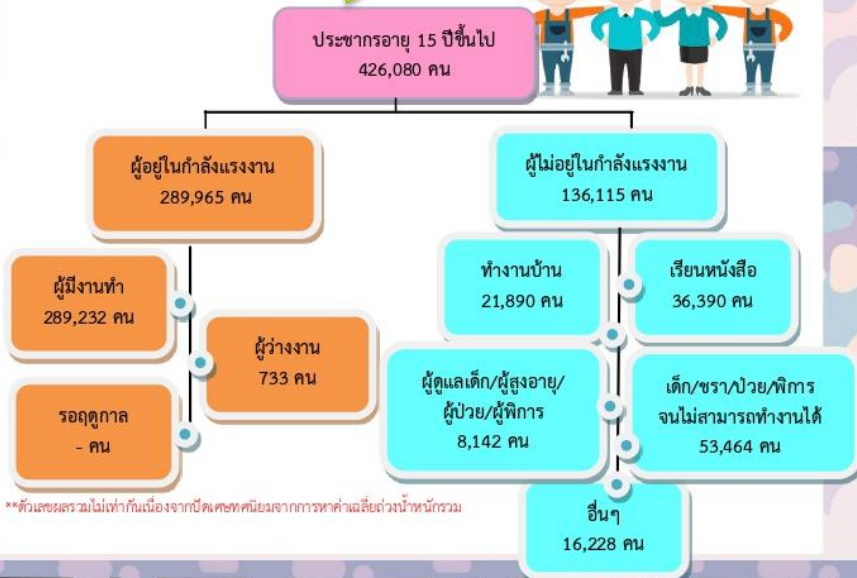 ประชากรอายุ 15 ปีขึ้นไป
426,080 คน
ผู้อยู่ในกำลังแรงงาน
289,965 คน
ผู้ไม่อยู่ในกำลังแรงงาน
136,115 คน
ผู้มีงานทำ
289,232 คน
ผู้ว่างงาน
733 คน
รอฤดูกาล
- คน
ทำงานบ้าน
21,890 คน
เรียนหนังสือ
36,390 คน
ผู้ดูแลเด็ก/ผู้สูงอายุ/
ผู้ป่วย/ผู้พิการ
8,142 คน
เด็ก/ชรา/ป่วย/พิการ
จนไม่สามารถทำงานได้
53,464 คน
อื่นๆ
16,228 คน
**ตัวเลขผลรวมไม่เท่ากันเนื่องจากปัดเศษทศนิยมจากการหาค่าเฉลี่ยถ่วงน้ำหนักรวม